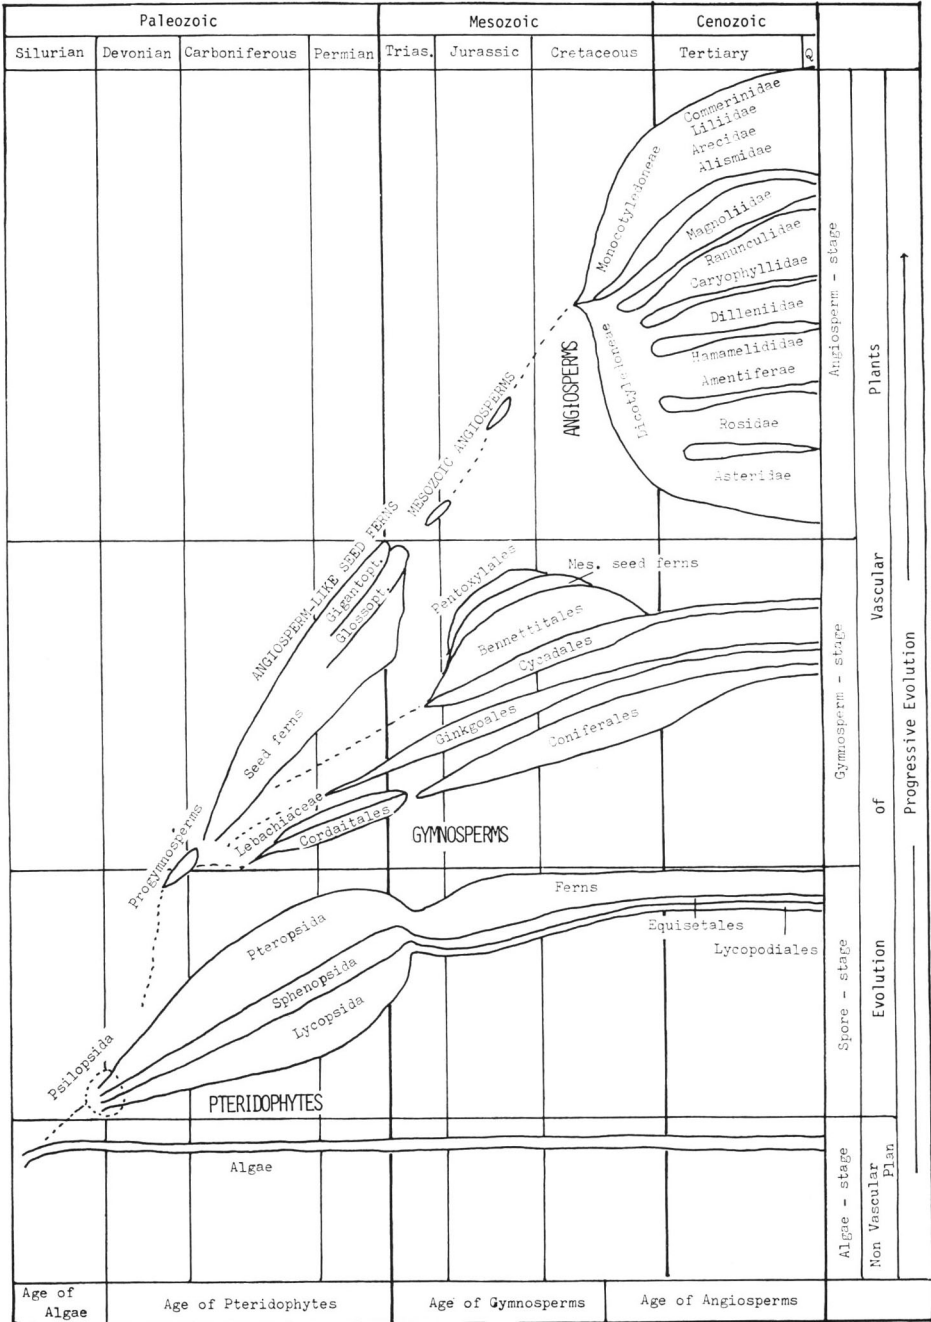 Paleozoic
Mesozoic
Cenozoic
Silurian
Devonian
Carboniferous
Permian
Trias.
Jurassic
Cretaceous
Tertiary
Q
Commerinidae
Liliidae
Arecidae
Alismidae
Monocotyledoneae
Magnoliidae
Ranunculidae
Caryophyllidae
Dilleniidae
Hamamelididae
Amentiferae
Rosidae
Asteridae
Dicotyledoneae
ANGIOSPERMS
MESOZOIC ANGIOSPERMS
ANGIOSPERM-LIKE SEED FERNS
Gigantopt.
Glossopt.
Seed ferns
Pentoxylales
Mes. seed ferns
Bennettitales
Cycadales
Ginkgoales
Coniferales
Lebachiaceae
Cordaitales
GYMNOSPERMS
Progymnosperms
Ferns
Equisetales
Lycopodiales
Pteropsida
Sphenopsida
Lycopsida
Psilopsida
PTERIDOPHYTES
Algae
Angiosperm - stage
Gymnosperm - stage
Spore - stage
Algae - stage
Evolution of Vascular Plants
Non Vascular
Plan
Progressive Evolution
Age of
Algae
Age of Pteridophytes
Age of Gymnosperms
Age of Angiosperms